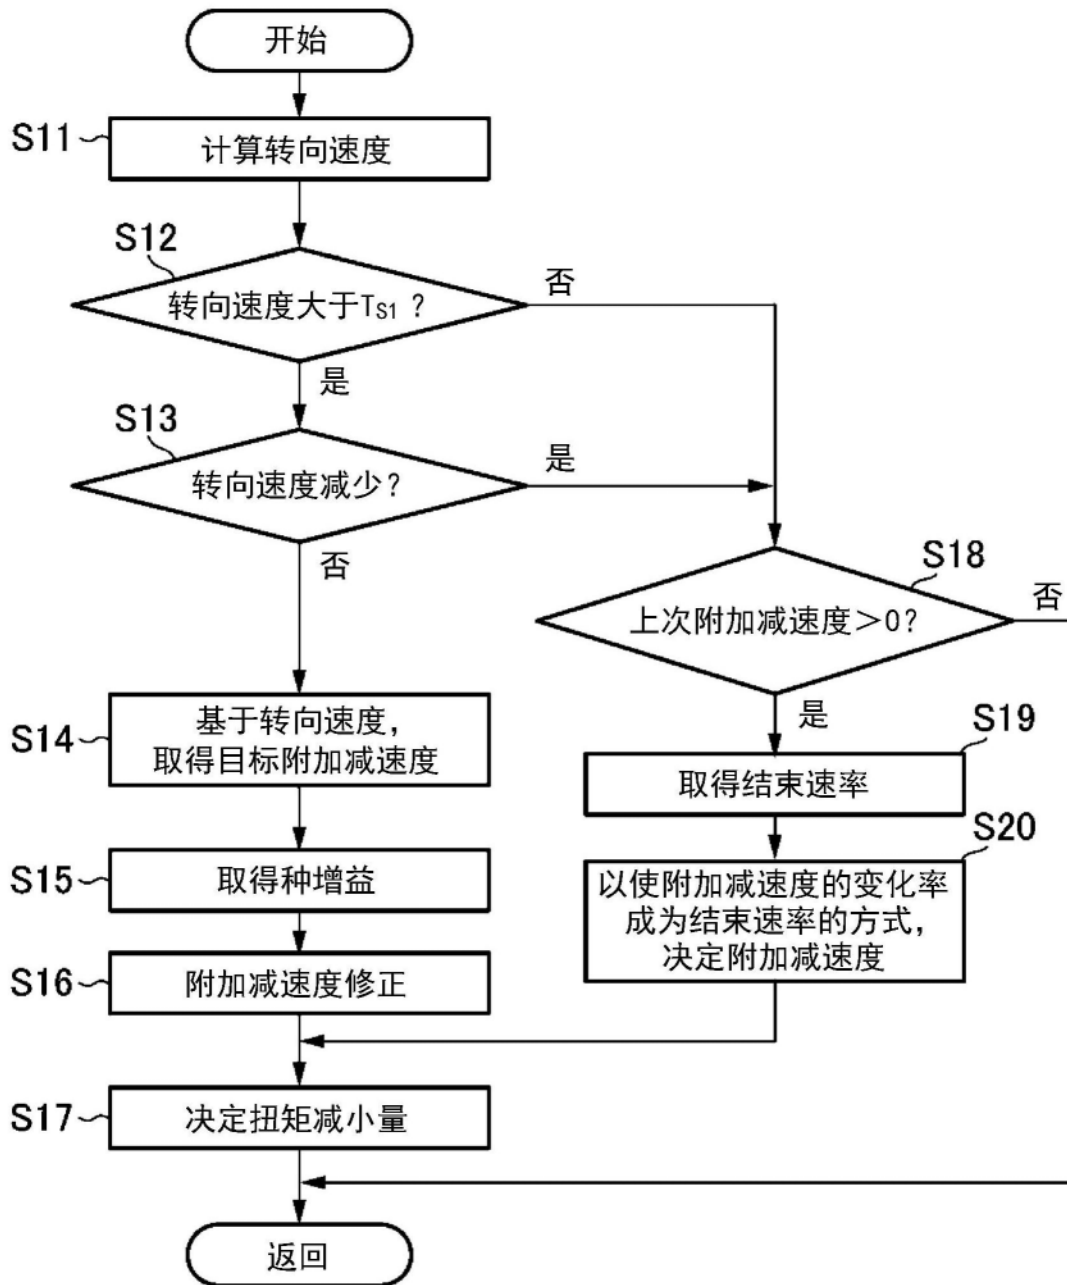 开始
S11
计算转向速度
S12
转向速度大于TS1 ?
否
是
S13
转向速度减少?
是
否
S18
上次附加减速度>0?
否
是
S14
基于转向速度,
取得目标附加减速度
S19
取得结束速率
S15
取得种增益
S20
以使附加减速度的变化率
成为结束速率的方式,
决定附加减速度
S16
附加减速度修正
S17
决定扭矩减小量
返回